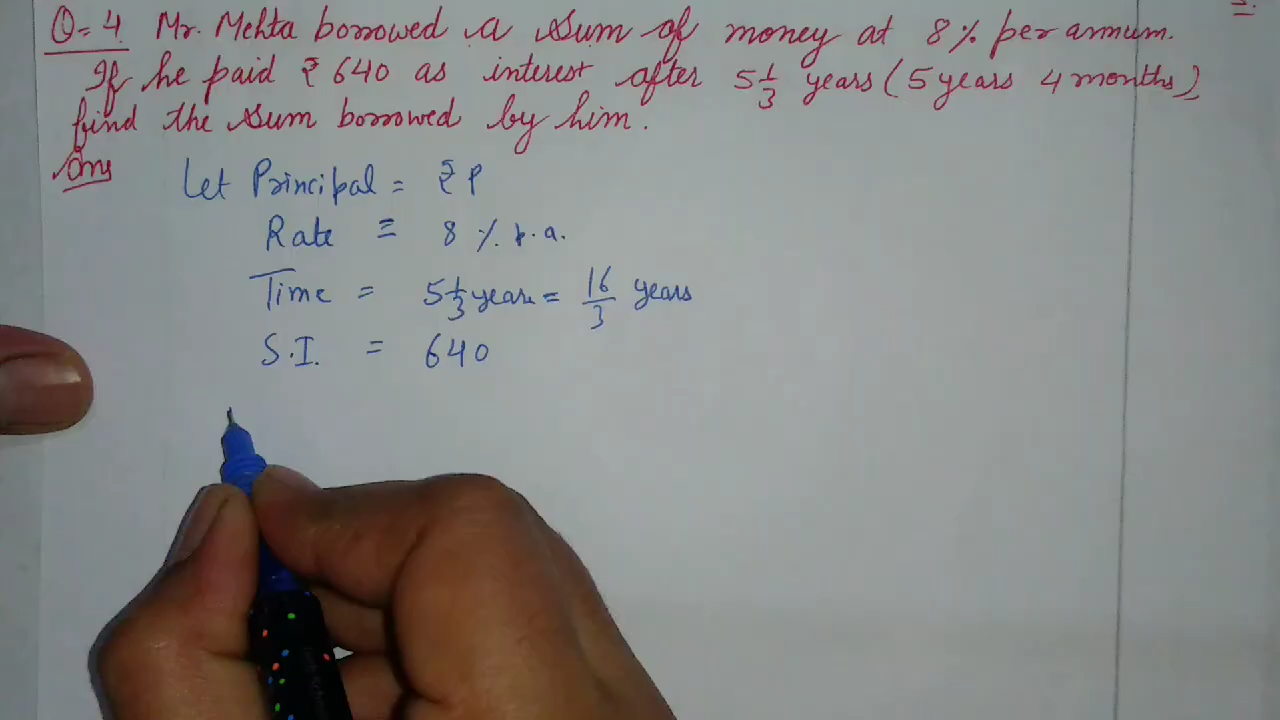 Q=4. Mr. Mehta borrowed a sum of money at 8% per annum.
If he paid ₹640 as interest after 5 1/3 years (5 years 4 months),
find the sum borrowed by him.
Ans
Let Principal = ₹P
Rate = 8% p.a.
Time = 5 1/3 years = 16/3 years
S.I. = 640